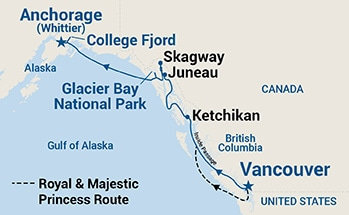 Anchorage
(Whittier)
College Fjord
Skagway
Juneau
Alaska
Glacier Bay
National Park
CANADA
Ketchikan
Gulf of Alaska
Inside Passage
British
Columbia
Vancouver
Royal & Majestic
Princess Route
UNITED STATES